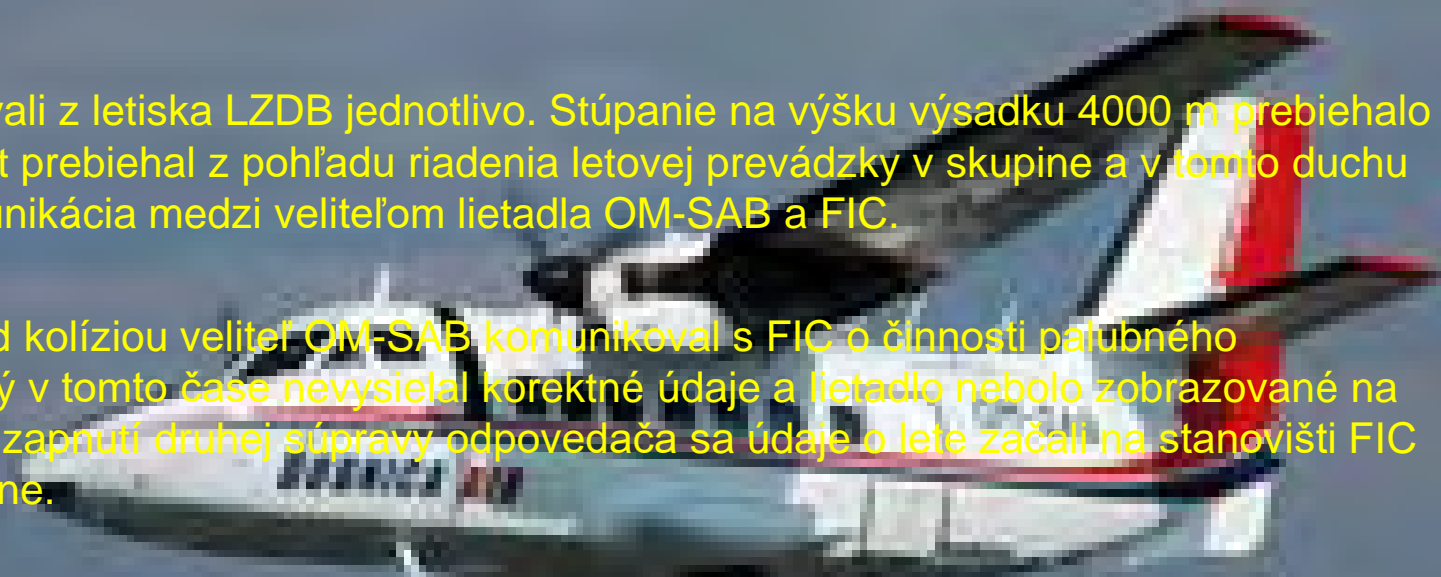 vali z letiska LZDB jednotlivo. Stúpanie na výšku výsadku 4000 m prebiehalo
t prebiehal z pohľadu riadenia letovej prevádzky v skupine a v tomto duchu
unikácia medzi veliteľom lietadla OM-SAB a FIC.
d kolíziou veliteľ OM-SAB komunikoval s FIC o činnosti palubného
ý v tomto čase nevysielal korektné údaje a lietadlo nebolo zobrazované na
zapnutí druhej súpravy odpovedača sa údaje o lete začali na stanovišti FIC
ne.